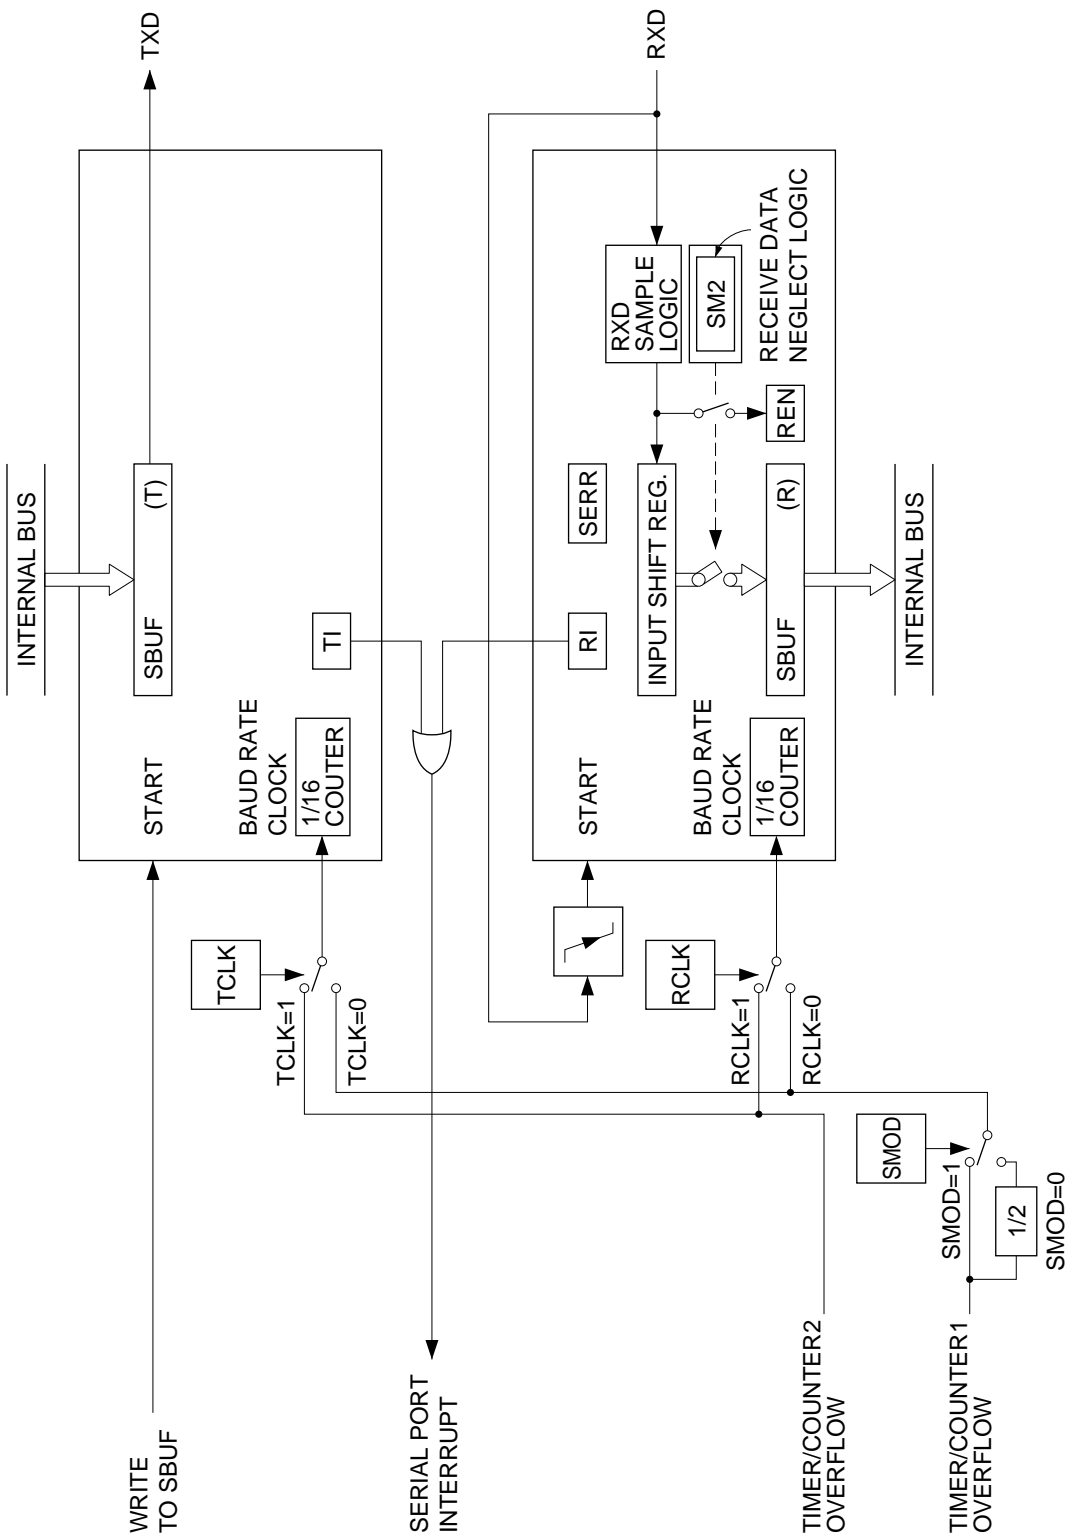 INTERNAL BUS
WRITE
TO SBUF
START
SBUF
(T)
TXD
TCLK
TCLK=1
TCLK=0
BAUD RATE
CLOCK
1/16
COUTER
TI
SERIAL PORT
INTERRUPT
START
RI
SERR
RXD
RXD
SAMPLE
LOGIC
INPUT SHIFT REG.
SM2
RECEIVE DATA
NEGLECT LOGIC
REN
RCLK
RCLK=1
RCLK=0
BAUD RATE
CLOCK
1/16
COUTER
SBUF
(R)
INTERNAL BUS
TIMER/COUNTER2
OVERFLOW
SMOD
SMOD=1
1/2
SMOD=0
TIMER/COUNTER1
OVERFLOW